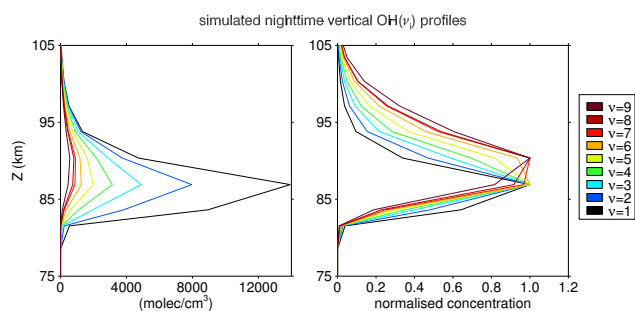 simulated nighttime vertical OH(νᵢ) profiles
105
95
85
75
Z (km)
0
4000
8000
12000
(molec/cm³)
105
95
85
75
0.0
0.2
0.4
0.6
0.8
1.0
1.2
normalised concentration
ν=9
ν=8
ν=7
ν=6
ν=5
ν=4
ν=3
ν=2
ν=1